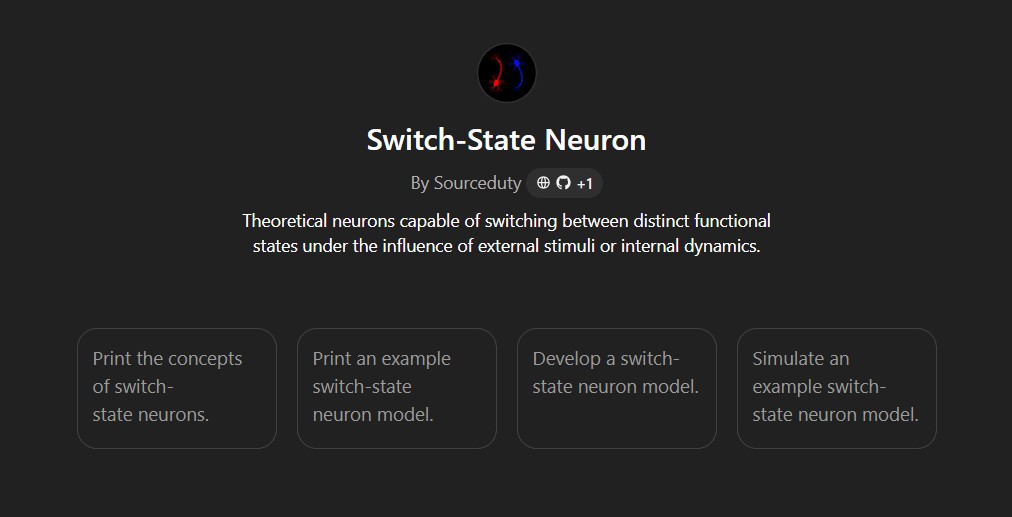 Switch-State Neuron
By Sourceduty +1
Theoretical neurons capable of switching between distinct functional
states under the influence of external stimuli or internal dynamics.
Print the concepts
of switch-
state neurons.
Print an example
switch-state
neuron model.
Develop a switch-
state neuron model.
Simulate an
example switch-
state neuron model.